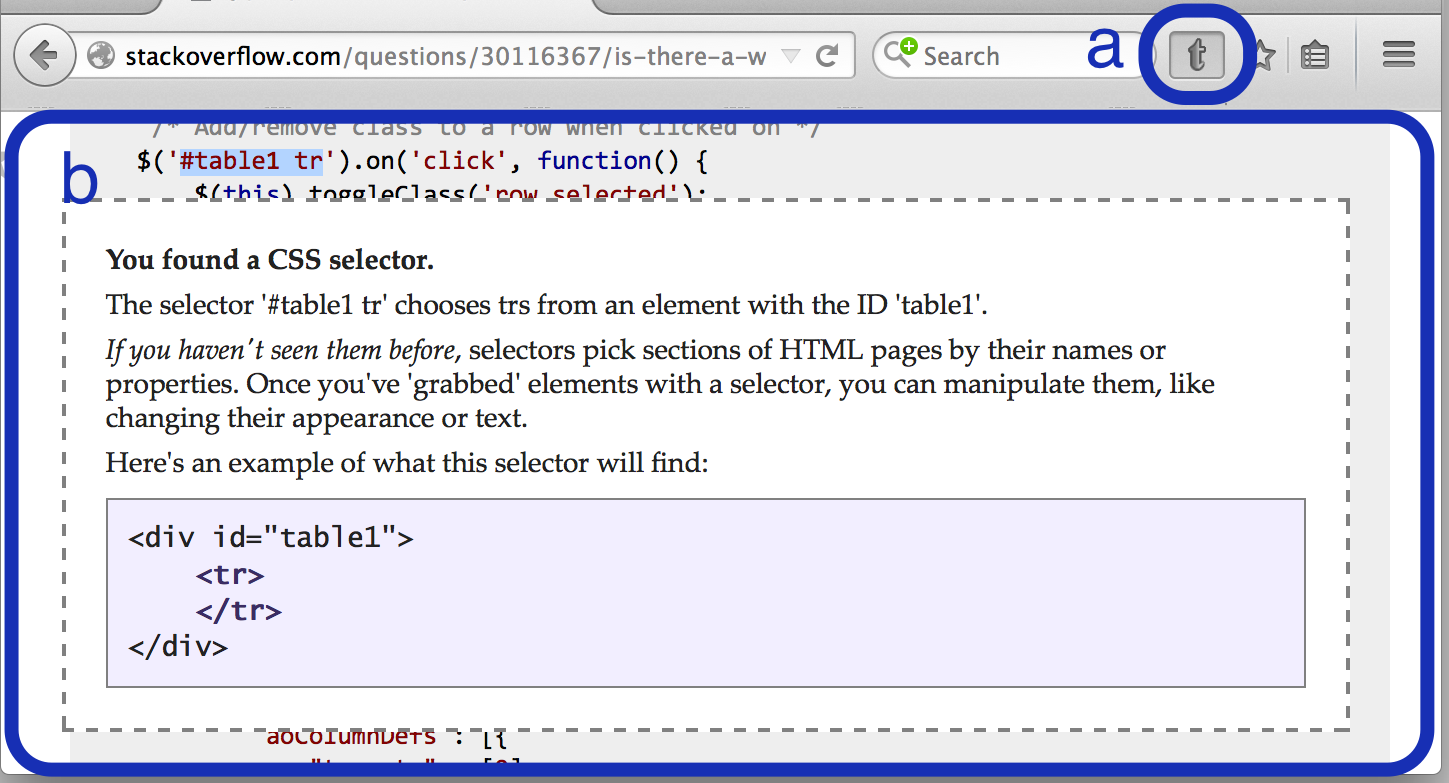 stackoverflow.com/questions/30116367/is-there-a-w
Search
a
t
b
/* Add/remove class to a row when clicked on */
$('#table1 tr').on('click', function() {
$(this).toggleClass('row_selected');
You found a CSS selector.
The selector '#table1 tr' chooses trs from an element with the ID 'table1'.
If you haven't seen them before, selectors pick sections of HTML pages by their names or
properties. Once you've 'grabbed' elements with a selector, you can manipulate them, like
changing their appearance or text.
Here's an example of what this selector will find:
<div id="table1">
<tr>
</tr>
</div>
aoColumnDefs : [{